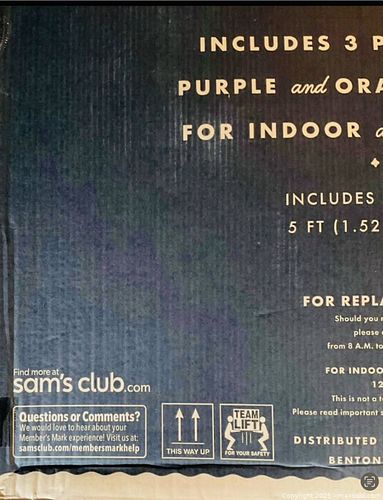 INCLUDES 3 P
PURPLE and ORA
FOR INDOOR
INCLUDES
5 FT (1.52
FOR REPLA
Should you
please
from 8 A.M. to
FOR INDOO
12
This is not a t
Please read important s
DISTRIBUTED
BENTON
Find more at
sam's club.com
Questions or Comments?
We would love to hear about your
Member's Mark experience! Visit us at:
samsclub.com/membersmarkhelp
THIS WAY UP
TEAM
LIFT!
FOR YOUR SAFETY